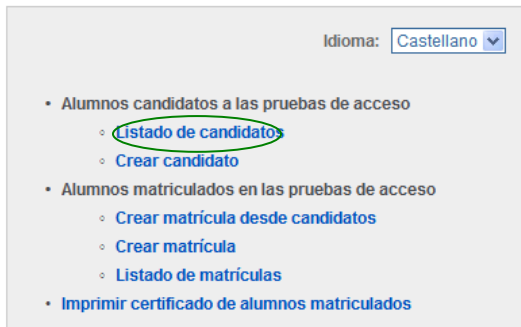 Idioma: Castellano
• Alumnos candidatos a las pruebas de acceso
◦ Listado de candidatos
◦ Crear candidato
• Alumnos matriculados en las pruebas de acceso
◦ Crear matrícula desde candidatos
◦ Crear matrícula
◦ Listado de matrículas
• Imprimir certificado de alumnos matriculados